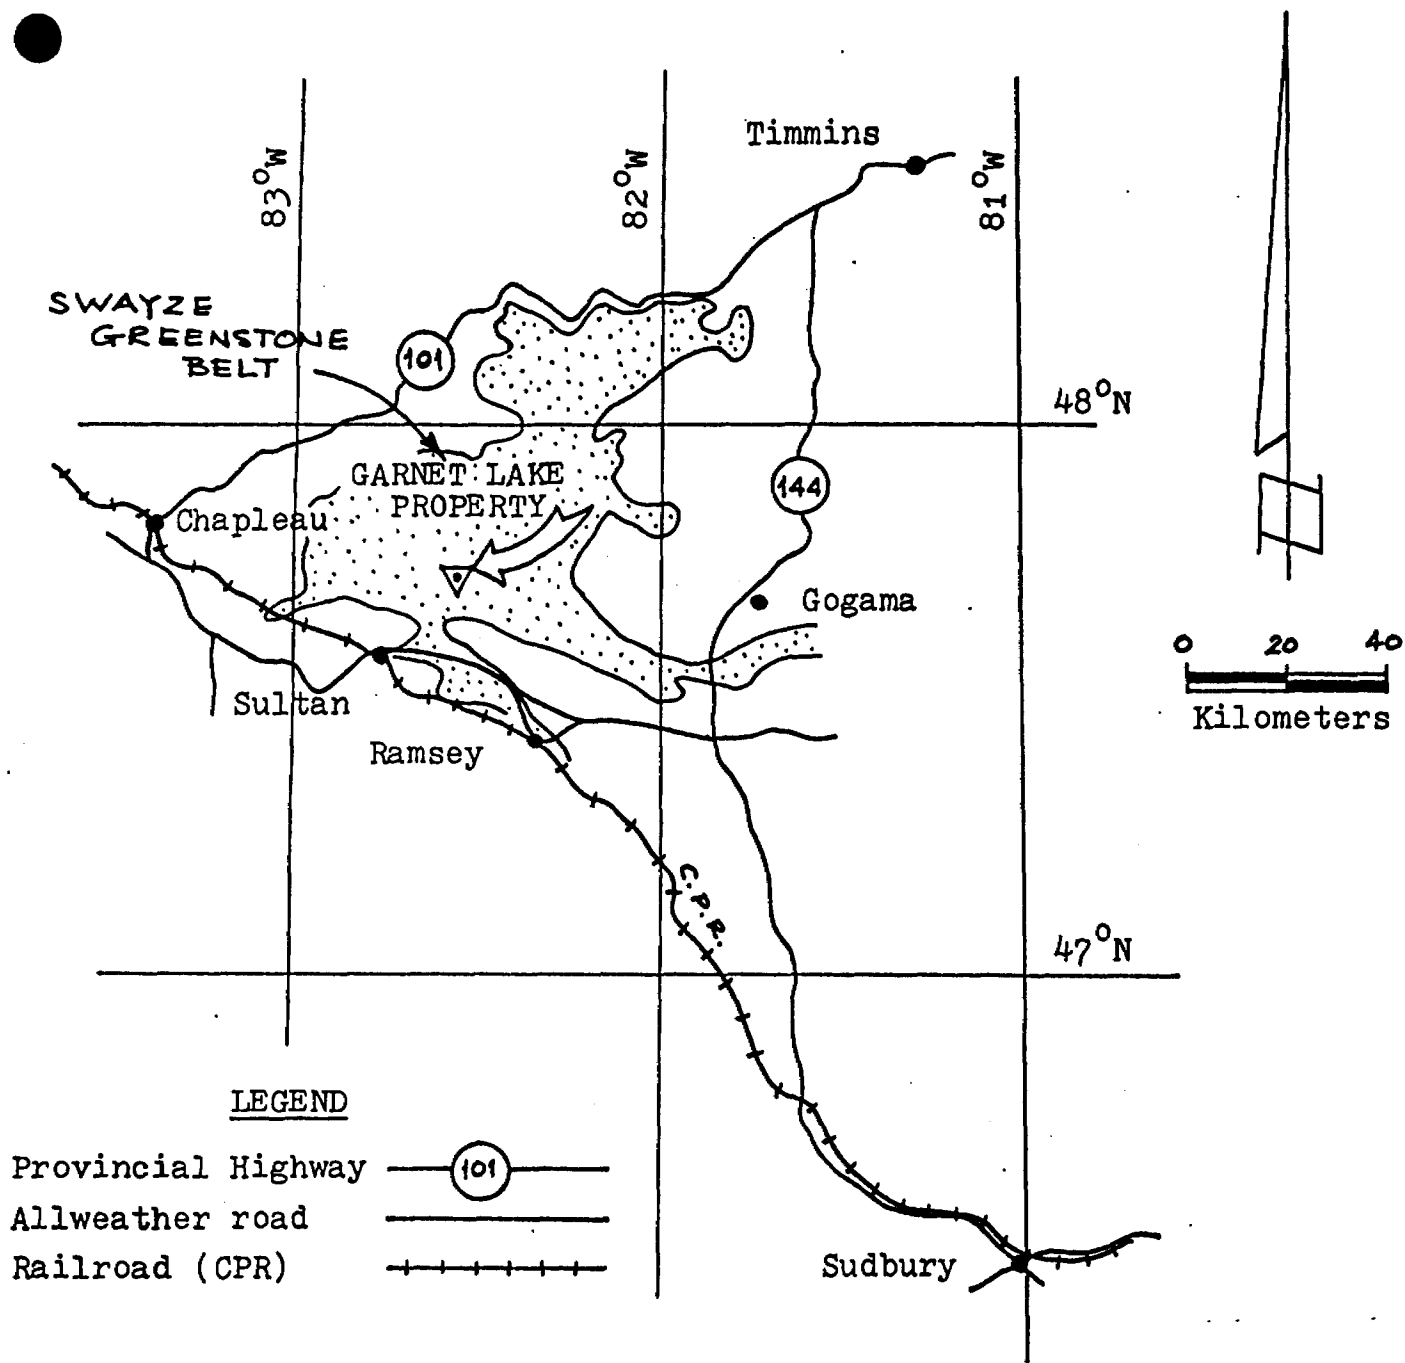 Timmins
83°W
82°W
81°W
SWAYZE
GREENSTONE
BELT
101
48°N
GARNET LAKE
PROPERTY
144
Chapleau
Gogama
0 20 40
Kilometers
Sultan
Ramsey
C.P.R.
47°N
LEGEND
Provincial Highway 101
Allweather road
Railroad (CPR)
Sudbury